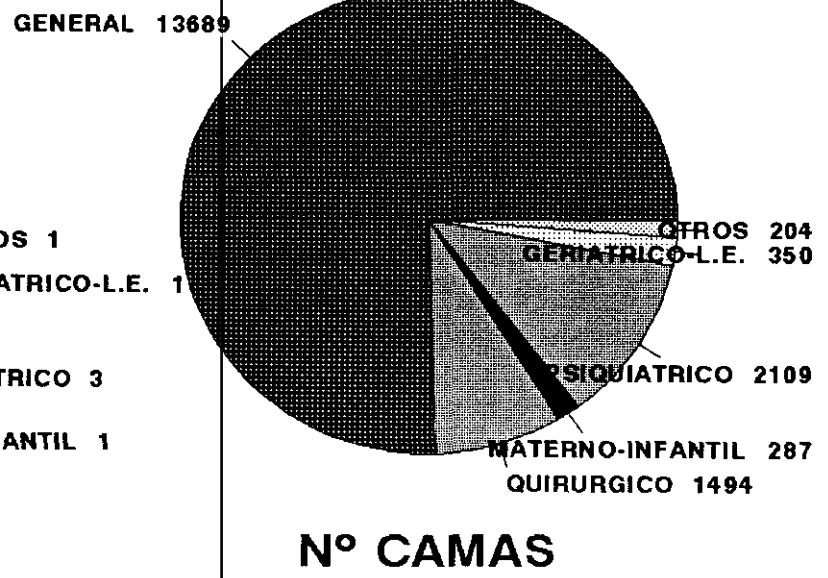 GENERAL 13689
OS 1
ATRICO-L.E. 1
TRICO 3
ANTIL 1
OTROS 204
GERIATRICO-L.E. 350
PSIQUIATRICO 2109
MATERNO-INFANTIL 287
QUIRURGICO 1494
Nº CAMAS